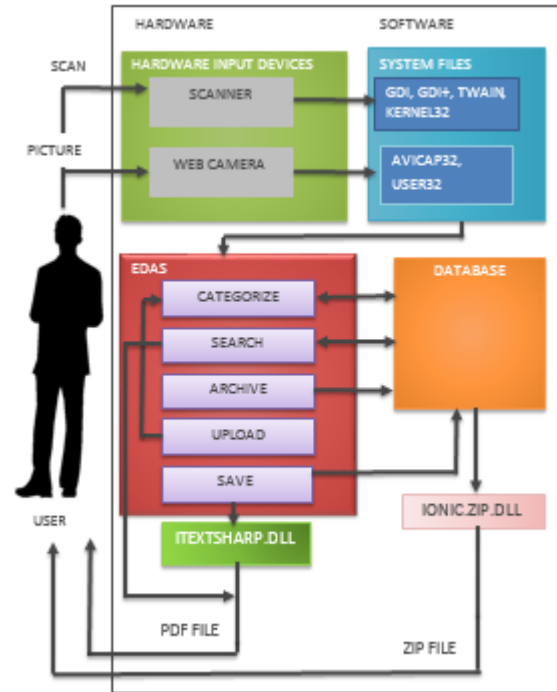 HARDWARE
SOFTWARE
SCAN
HARDWARE INPUT DEVICES
SYSTEM FILES
SCANNER
GDI, GDI+, TWAIN,
KERNEL32
PICTURE
WEB CAMERA
AVICAP32,
USER32
EDAS
DATABASE
CATEGORIZE
SEARCH
ARCHIVE
UPLOAD
SAVE
USER
ITEXTSHARP.DLL
IONIC.ZIP.DLL
PDF FILE
ZIP FILE